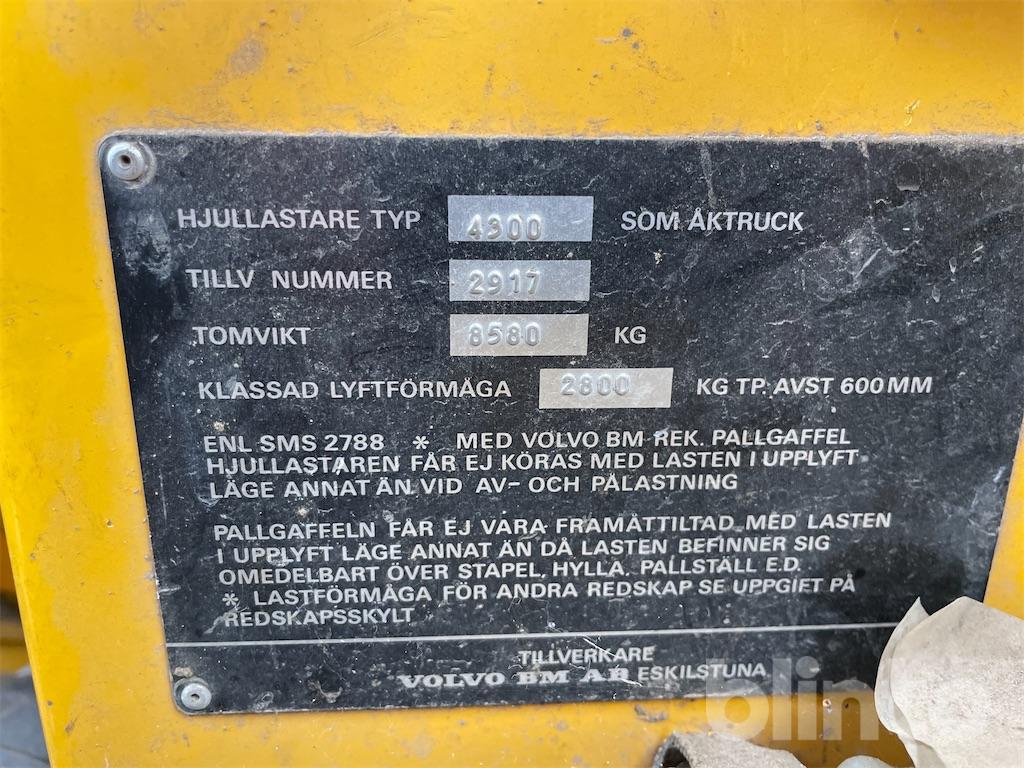 HJULLASTARE TYP 4300 SOM ÅKTRUCK
TILLV NUMMER 2917
TOMVIKT 8580 KG
KLASSAD LYFTFÖRMÅGA 2800 KG TP. AVST 600 MM
ENL SMS 2788 * MED VOLVO BM REK. PALLGAFFEL
HJULLASTAREN FÅR EJ KÖRAS MED LASTEN I UPPLYFT
LÄGE ANNAT ÄN VID AV- OCH PÅLASTNING
PALLGAFFELN FÅR EJ VARA FRAMÅTTILTAD MED LASTEN
I UPPLYFT LÄGE ANNAT ÄN DÅ LASTEN BEFINNER SIG
OMEDELBART ÖVER STAPEL, HYLLA, PALLSTÄLL E.D.
* LASTFÖRMÅGA FÖR ANDRA REDSKAP SE UPPGIFT PÅ
REDSKAPSSKYLT
TILLVERKARE
VOLVO BM AB ESKILSTUNA
blinto